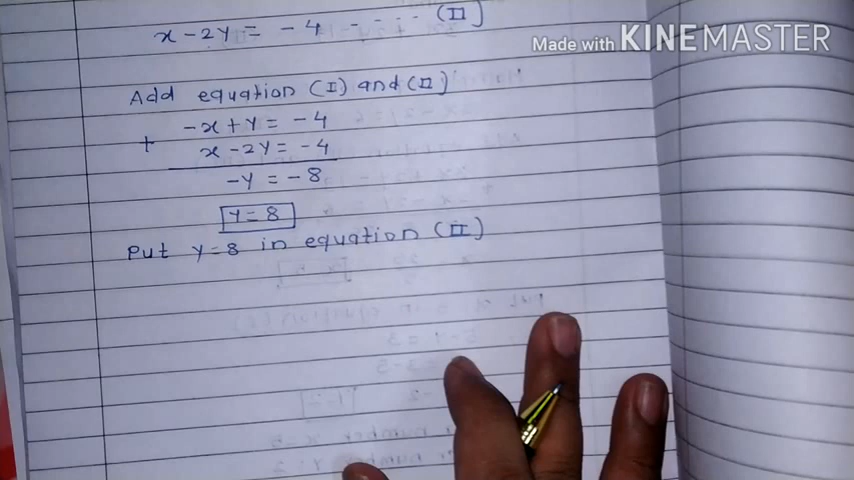 x - 2y = - 4 - - - - (II)
Made with KINEMASTER
Add equation (I) and (II)
-x + y = - 4
+ x - 2y = - 4
-y = - 8
y = 8
Put y = 8 in equation (II)